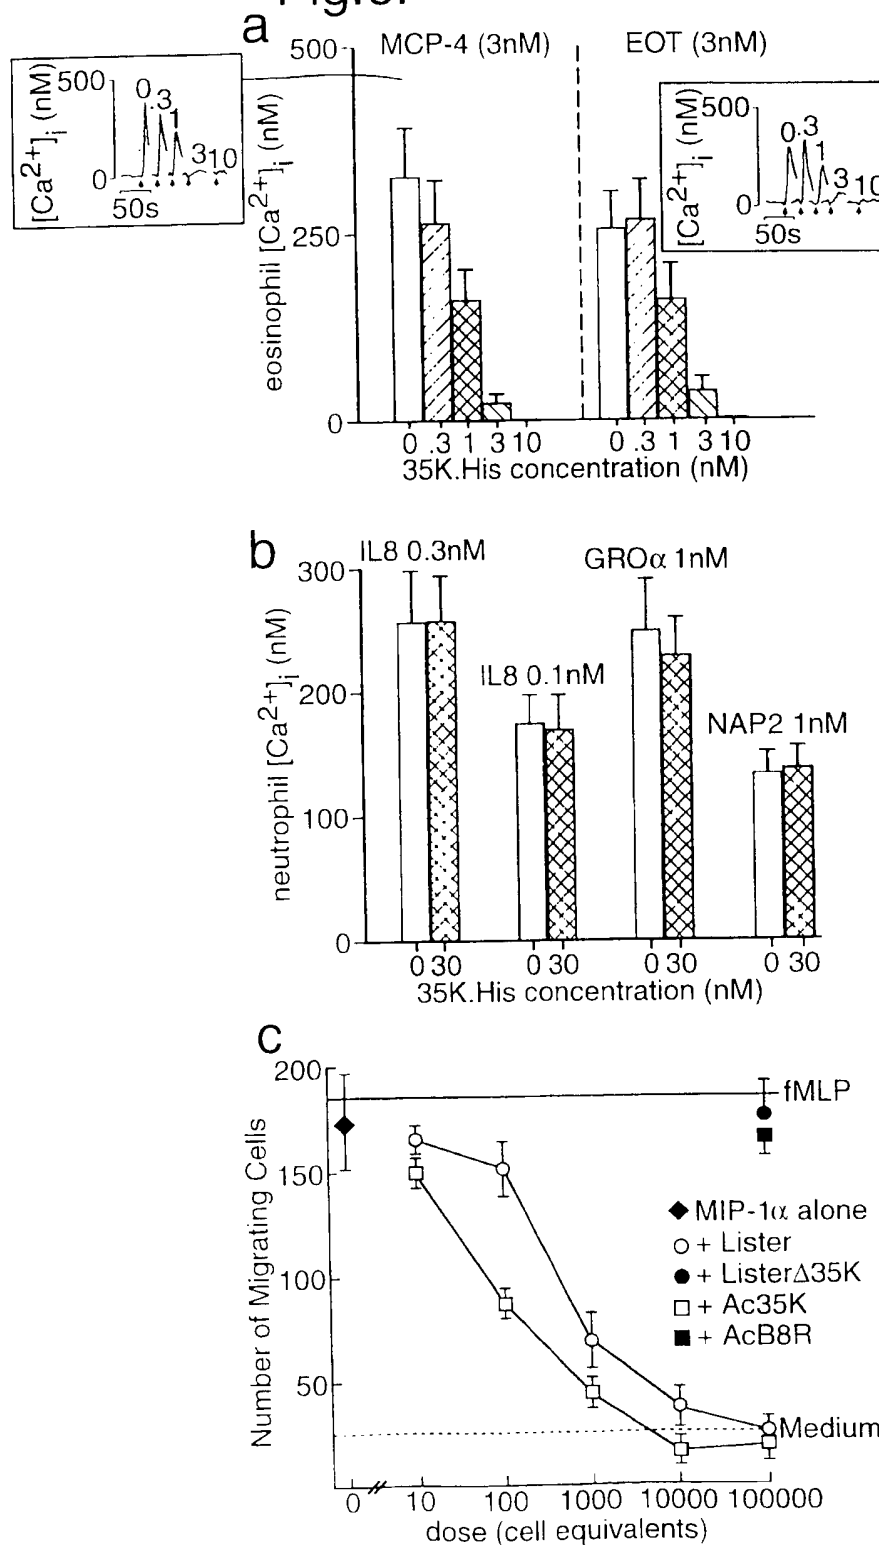 a
MCP-4 (3nM) EOT (3nM)
500
250
0
eosinophil [Ca2+]i (nM)
0 .3 1 3 10 0 .3 1 3 10
35K.His concentration (nM)
[Ca2+]i (nM)
500
0
0 .3 1 3 10
50s
[Ca2+]i (nM)
500
0
0 .3 1 3 10
50s
b
IL8 0.3nM
GROα 1nM
IL8 0.1nM
NAP2 1nM
300
200
100
0
neutrophil [Ca2+]i (nM)
0 30 0 30 0 30 0 30
35K.His concentration (nM)
c
200
150
100
50
Number of Migrating Cells
fMLP
◆ MIP-1α alone
○ + Lister
● + ListerΔ35K
□ + Ac35K
■ + AcB8R
Medium
0 10 100 1000 10000 100000
dose (cell equivalents)